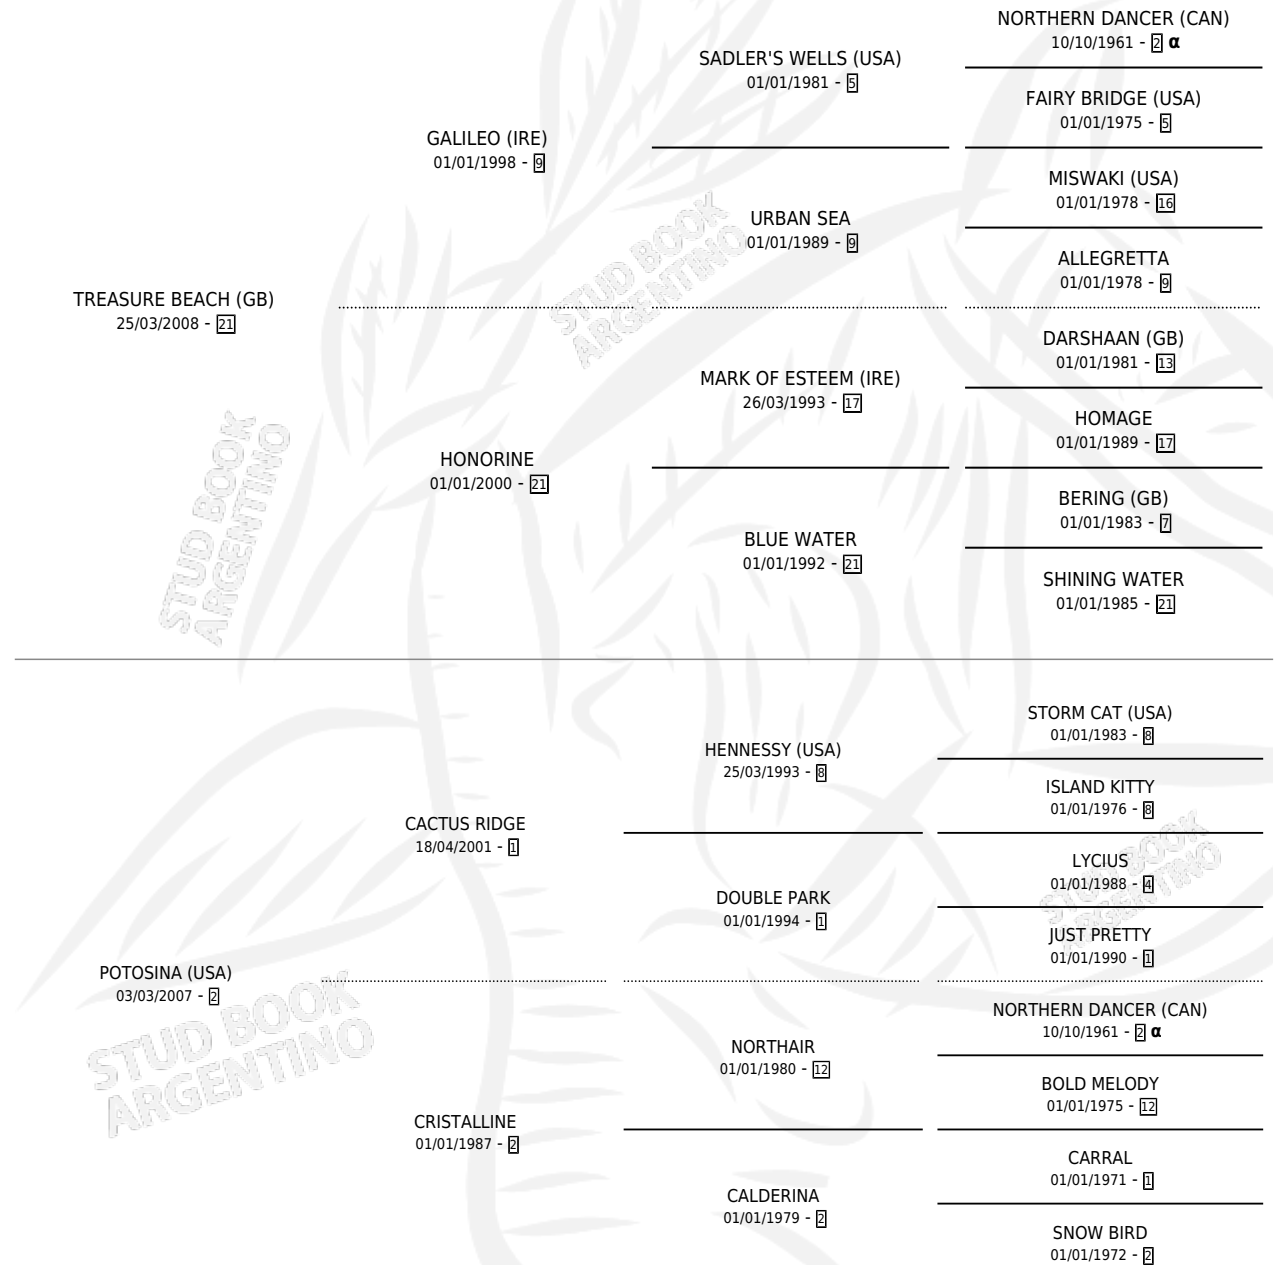 NORTHERN DANCER (CAN)
10/10/1961 - 2 α
SADLER'S WELLS (USA)
01/01/1981 - 5
FAIRY BRIDGE (USA)
01/01/1975 - 5
GALILEO (IRE)
01/01/1998 - 9
MISWAKI (USA)
01/01/1978 - 16
URBAN SEA
01/01/1989 - 9
ALLEGRETTA
01/01/1978 - 9
STUD BOOK
ARGENTINO
TREASURE BEACH (GB)
25/03/2008 - 21
DARSHAAN (GB)
01/01/1981 - 13
MARK OF ESTEEM (IRE)
26/03/1993 - 17
HOMAGE
01/01/1989 - 17
HONORINE
01/01/2000 - 21
BERING (GB)
01/01/1983 - 7
BLUE WATER
01/01/1992 - 21
SHINING WATER
01/01/1985 - 21
STUD BOOK
ARGENTINO
STORM CAT (USA)
01/01/1983 - 8
HENNESSY (USA)
25/03/1993 - 8
ISLAND KITTY
01/01/1976 - 8
CACTUS RIDGE
18/04/2001 - 1
LYCIUS
01/01/1988 - 4
DOUBLE PARK
01/01/1994 - 1
JUST PRETTY
01/01/1990 - 1
STUD BOOK
ARGENTINO
POTOSINA (USA)
03/03/2007 - 2
NORTHERN DANCER (CAN)
10/10/1961 - 2 α
NORTHAIR
01/01/1980 - 12
BOLD MELODY
01/01/1975 - 12
CRISTALLINE
01/01/1987 - 2
CARRAL
01/01/1971 - 1
CALDERINA
01/01/1979 - 2
SNOW BIRD
01/01/1972 - 2
STUD BOOK
ARGENTINO